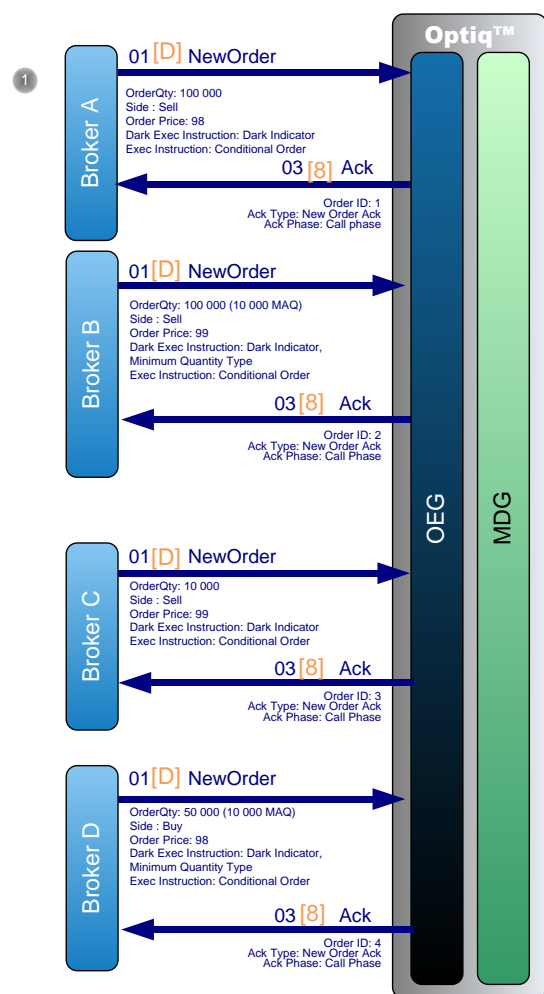 Optiq™
1
Broker A
01 [D] NewOrder
OrderQty: 100 000
Side : Sell
Order Price: 98
Dark Exec Instruction: Dark Indicator
Exec Instruction: Conditional Order
03 [8] Ack
Order ID: 1
Ack Type: New Order Ack
Ack Phase: Call phase
Broker B
01 [D] NewOrder
OrderQty: 100 000 (10 000 MAQ)
Side : Sell
Order Price: 99
Dark Exec Instruction: Dark Indicator,
Minimum Quantity Type
Exec Instruction: Conditional Order
03 [8] Ack
Order ID: 2
Ack Type: New Order Ack
Ack Phase: Call Phase
OEG
MDG
Broker C
01 [D] NewOrder
OrderQty: 10 000
Side : Sell
Order Price: 99
Dark Exec Instruction: Dark Indicator
Exec Instruction: Conditional Order
03 [8] Ack
Order ID: 3
Ack Type: New Order Ack
Ack Phase: Call Phase
Broker D
01 [D] NewOrder
OrderQty: 50 000 (10 000 MAQ)
Side : Buy
Order Price: 98
Dark Exec Instruction: Dark Indicator,
Minimum Quantity Type
Exec Instruction: Conditional Order
03 [8] Ack
Order ID: 4
Ack Type: New Order Ack
Ack Phase: Call Phase